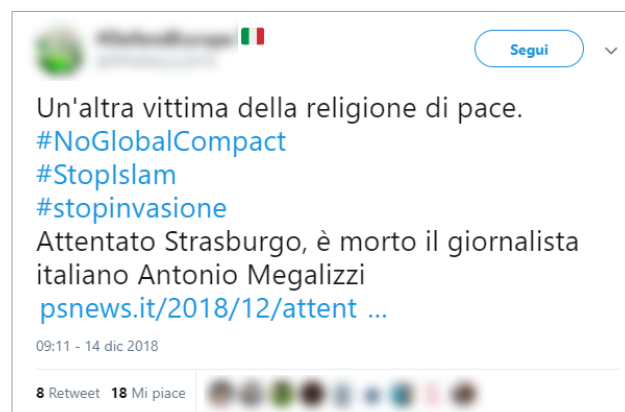 Segui
Un'altra vittima della religione di pace.
#NoGlobalCompact
#StopIslam
#stopinvasione
Attentato Strasburgo, è morto il giornalista
italiano Antonio Megalizzi
psnews.it/2018/12/attent ...
09:11 - 14 dic 2018
8 Retweet 18 Mi piace